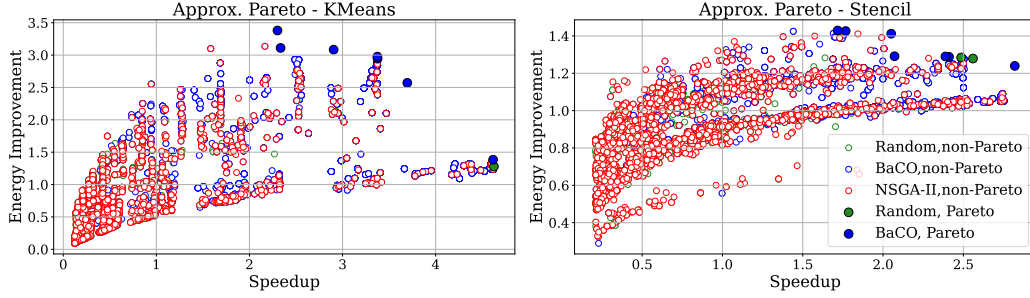 Approx. Pareto - KMeans
Energy Improvement
3.5
3.0
2.5
2.0
1.5
1.0
0.5
0.0
0
1
2
3
4
Speedup
Approx. Pareto - Stencil
Energy Improvement
1.4
1.2
1.0
0.8
0.6
0.4
0.5
1.0
1.5
2.0
2.5
Speedup
Random,non-Pareto
BaCO,non-Pareto
NSGA-II,non-Pareto
Random, Pareto
BaCO, Pareto